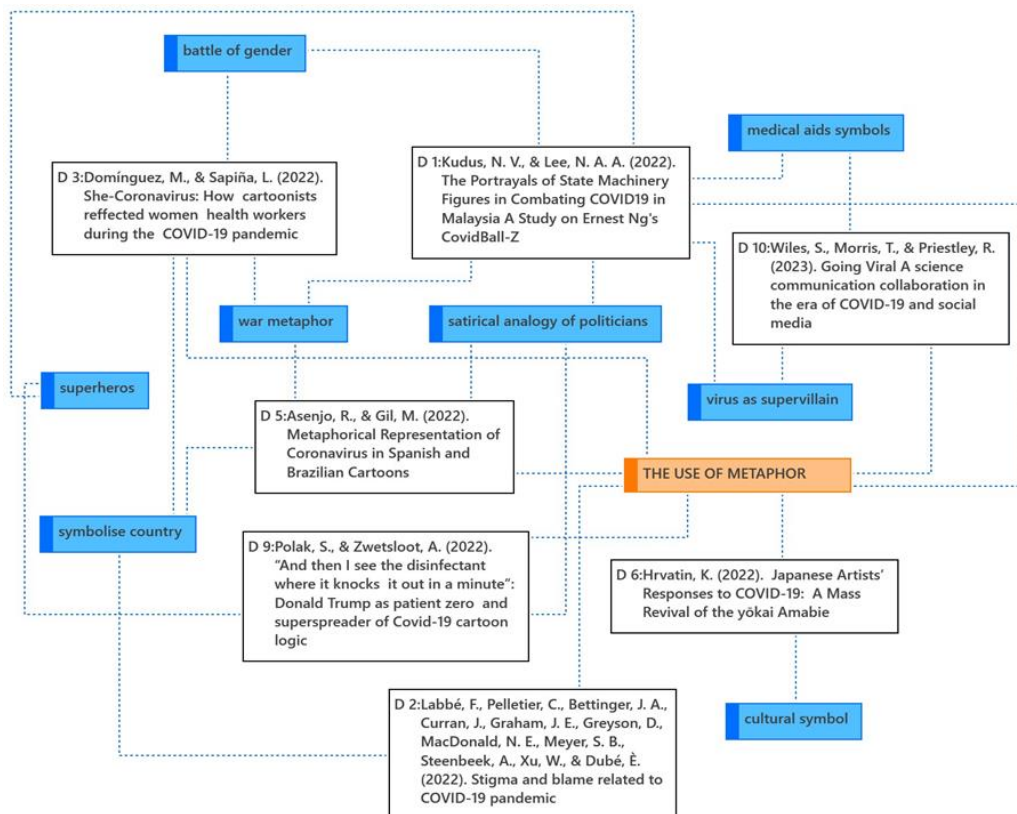 battle of gender
medical aids symbols
D 3:Domínguez, M., & Sapiña, L. (2022).
She-Coronavirus: How cartoonists
reffected women health workers
during the COVID-19 pandemic
D 1:Kudus, N. V., & Lee, N. A. A. (2022).
The Portrayals of State Machinery
Figures in Combating COVID19 in
Malaysia A Study on Ernest Ng's
CovidBall-Z
D 10:Wiles, S., Morris, T., & Priestley, R.
(2023). Going Viral A science
communication collaboration in
the era of COVID-19 and social
media
war metaphor
satirical analogy of politicians
superheros
virus as supervillain
D 5:Asenjo, R., & Gil, M. (2022).
Metaphorical Representation of
Coronavirus in Spanish and
Brazilian Cartoons
THE USE OF METAPHOR
symbolise country
D 9:Polak, S., & Zwetsloot, A. (2022).
"And then I see the disinfectant
where it knocks it out in a minute":
Donald Trump as patient zero and
superspreader of Covid-19 cartoon
logic
D 6:Hrvatin, K. (2022). Japanese Artists'
Responses to COVID-19: A Mass
Revival of the yōkai Amabie
D 2:Labbé, F., Pelletier, C., Bettinger, J. A.,
Curran, J., Graham, J. E., Greyson, D.,
MacDonald, N. E., Meyer, S. B.,
Steenbeek, A., Xu, W., & Dubé, È.
(2022). Stigma and blame related to
COVID-19 pandemic
cultural symbol